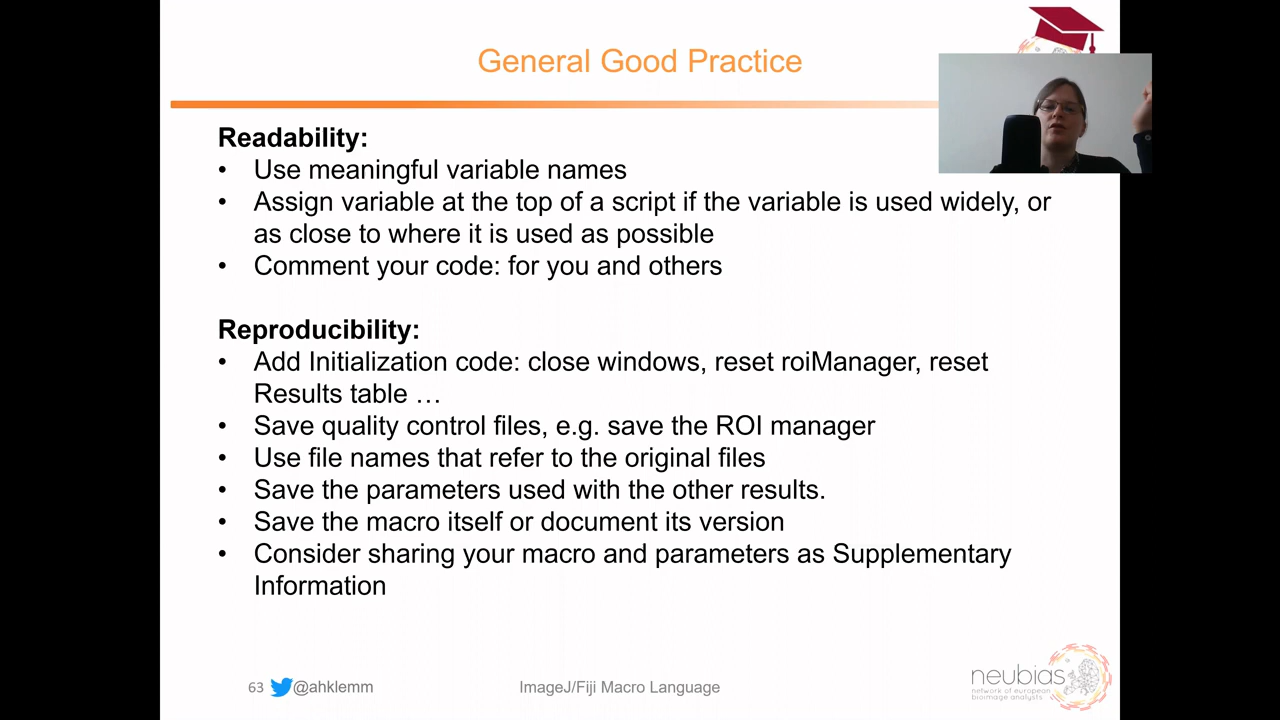 General Good Practice
Readability:
• Use meaningful variable names
• Assign variable at the top of a script if the variable is used widely, or
as close to where it is used as possible
• Comment your code: for you and others
Reproducibility:
• Add Initialization code: close windows, reset roiManager, reset
Results table …
• Save quality control files, e.g. save the ROI manager
• Use file names that refer to the original files
• Save the parameters used with the other results.
• Save the macro itself or document its version
• Consider sharing your macro and parameters as Supplementary
Information
63 @ahklemm
ImageJ/Fiji Macro Language
neubias
network of european
bioimage analysts